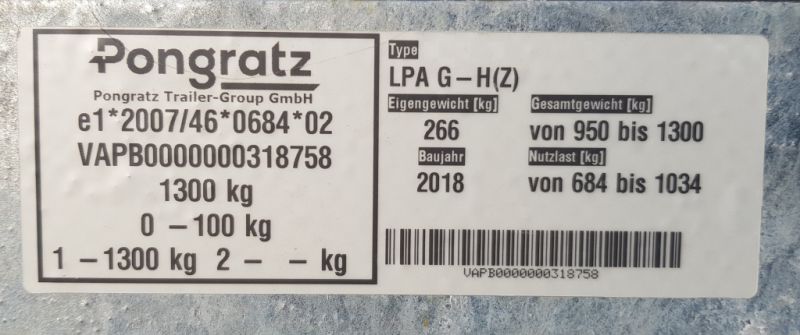 Pongratz
Pongratz Trailer-Group GmbH
e1*2007/46*0684*02
VAPB0000000318758
1300 kg
0 – 100 kg
1 – 1300 kg 2 – – kg
Type
LPA G – H(Z)
Eigengewicht [kg] Gesamtgewicht [kg]
266 von 950 bis 1300
Baujahr Nutzlast [kg]
2018 von 684 bis 1034
VAPB0000000318758